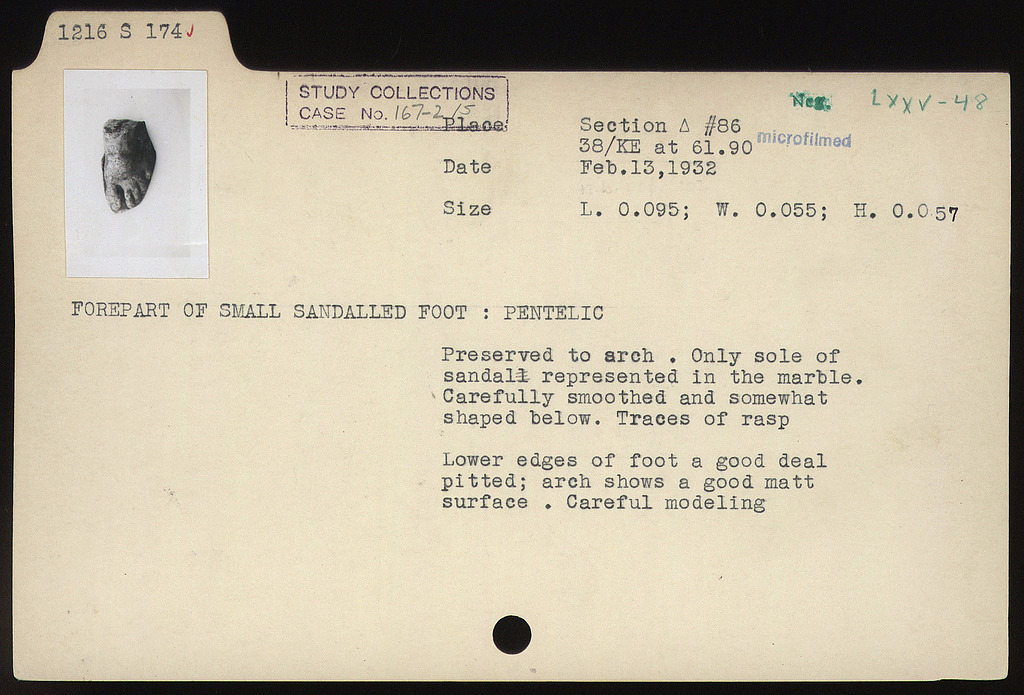 1216 S 174
STUDY COLLECTIONS
CASE No. 167-2/5
Neg. LXXV-48
Place Section Δ #86
38/KE at 61.90
microfilmed
Date Feb.13,1932
Size L. 0.095; W. 0.055; H. 0.057
FOREPART OF SMALL SANDALLED FOOT : PENTELIC
Preserved to arch . Only sole of
sandal represented in the marble.
Carefully smoothed and somewhat
shaped below. Traces of rasp
Lower edges of foot a good deal
pitted; arch shows a good matt
surface . Careful modeling